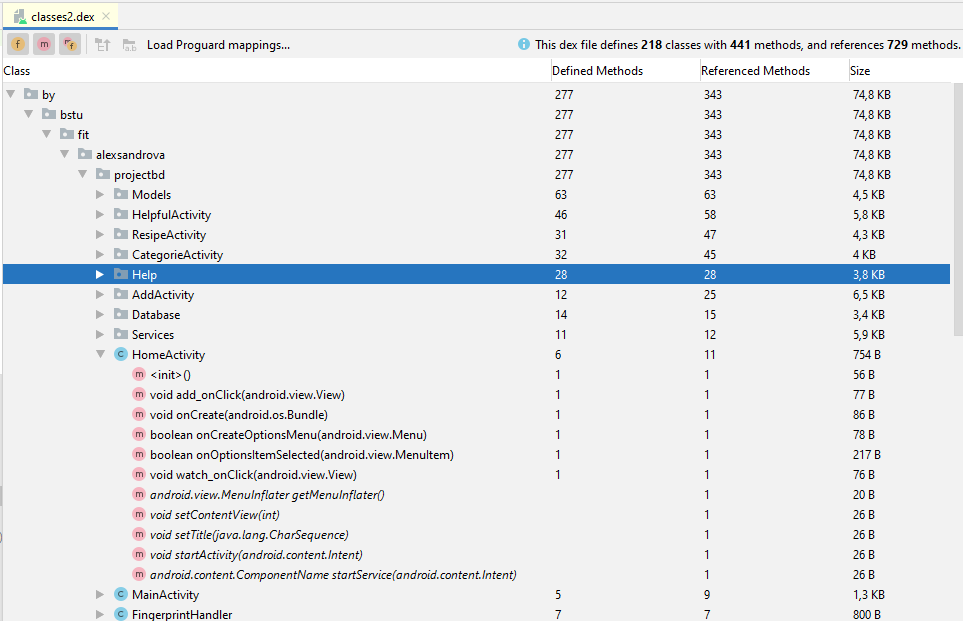 classes2.dex
Load Proguard mappings... This dex file defines 218 classes with 441 methods, and references 729 methods.
Class Defined Methods Referenced Methods Size
by 277 343 74,8 KB
bstu 277 343 74,8 KB
fit 277 343 74,8 KB
alexsandrova 277 343 74,8 KB
projectbd 277 343 74,8 KB
Models 63 63 4,5 KB
HelpfulActivity 46 58 5,8 KB
ResipeActivity 31 47 4,3 KB
CategorieActivity 32 45 4 KB
Help 28 28 3,8 KB
AddActivity 12 25 6,5 KB
Database 14 15 3,4 KB
Services 11 12 5,9 KB
C HomeActivity 6 11 754 B
m <init>() 1 1 56 B
m void add_onClick(android.view.View) 1 1 77 B
m void onCreate(android.os.Bundle) 1 1 86 B
m boolean onCreateOptionsMenu(android.view.Menu) 1 1 78 B
m boolean onOptionsItemSelected(android.view.MenuItem) 1 1 217 B
m void watch_onClick(android.view.View) 1 1 76 B
m android.view.MenuInflater getMenuInflater() 1 20 B
m void setContentView(int) 1 26 B
m void setTitle(java.lang.CharSequence) 1 26 B
m void startActivity(android.content.Intent) 1 26 B
m android.content.ComponentName startService(android.content.Intent) 1 26 B
C MainActivity 5 9 1,3 KB
C FingerprintHandler 7 7 800 B